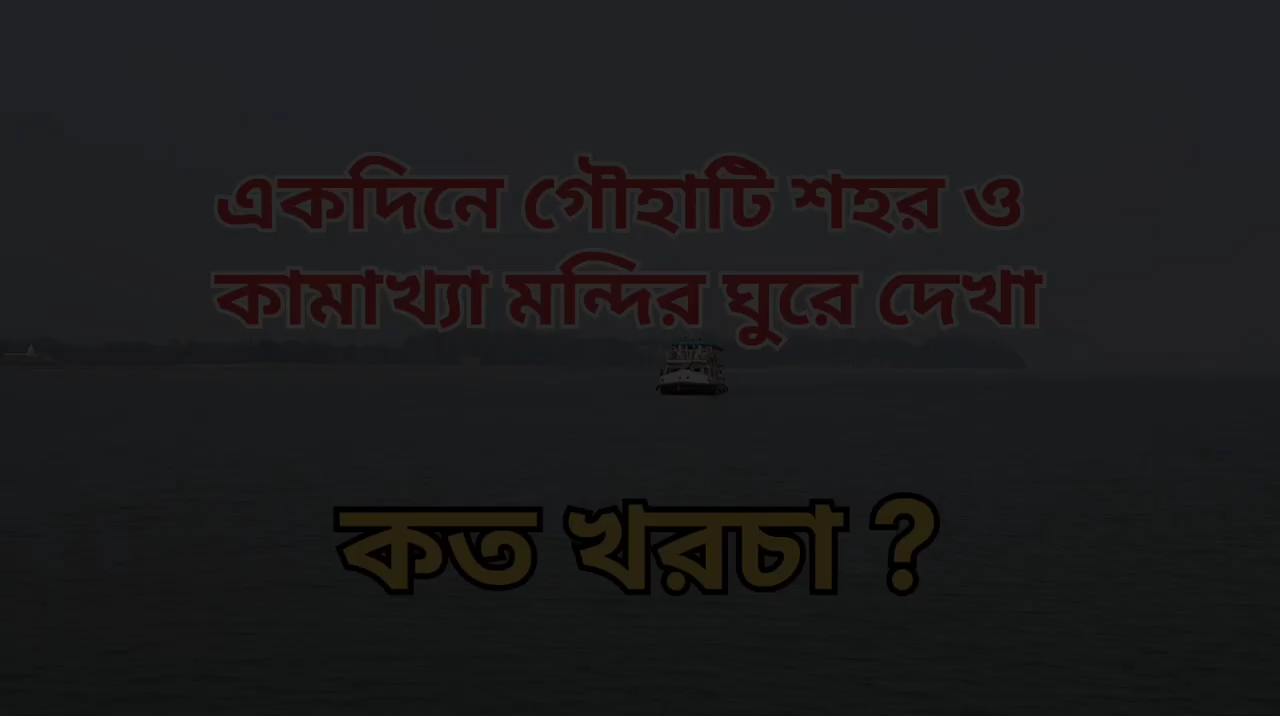 একদিনে গৌহাটি শহর ও
কামাখ্যা মন্দির ঘুরে দেখা
কত খরচা ?